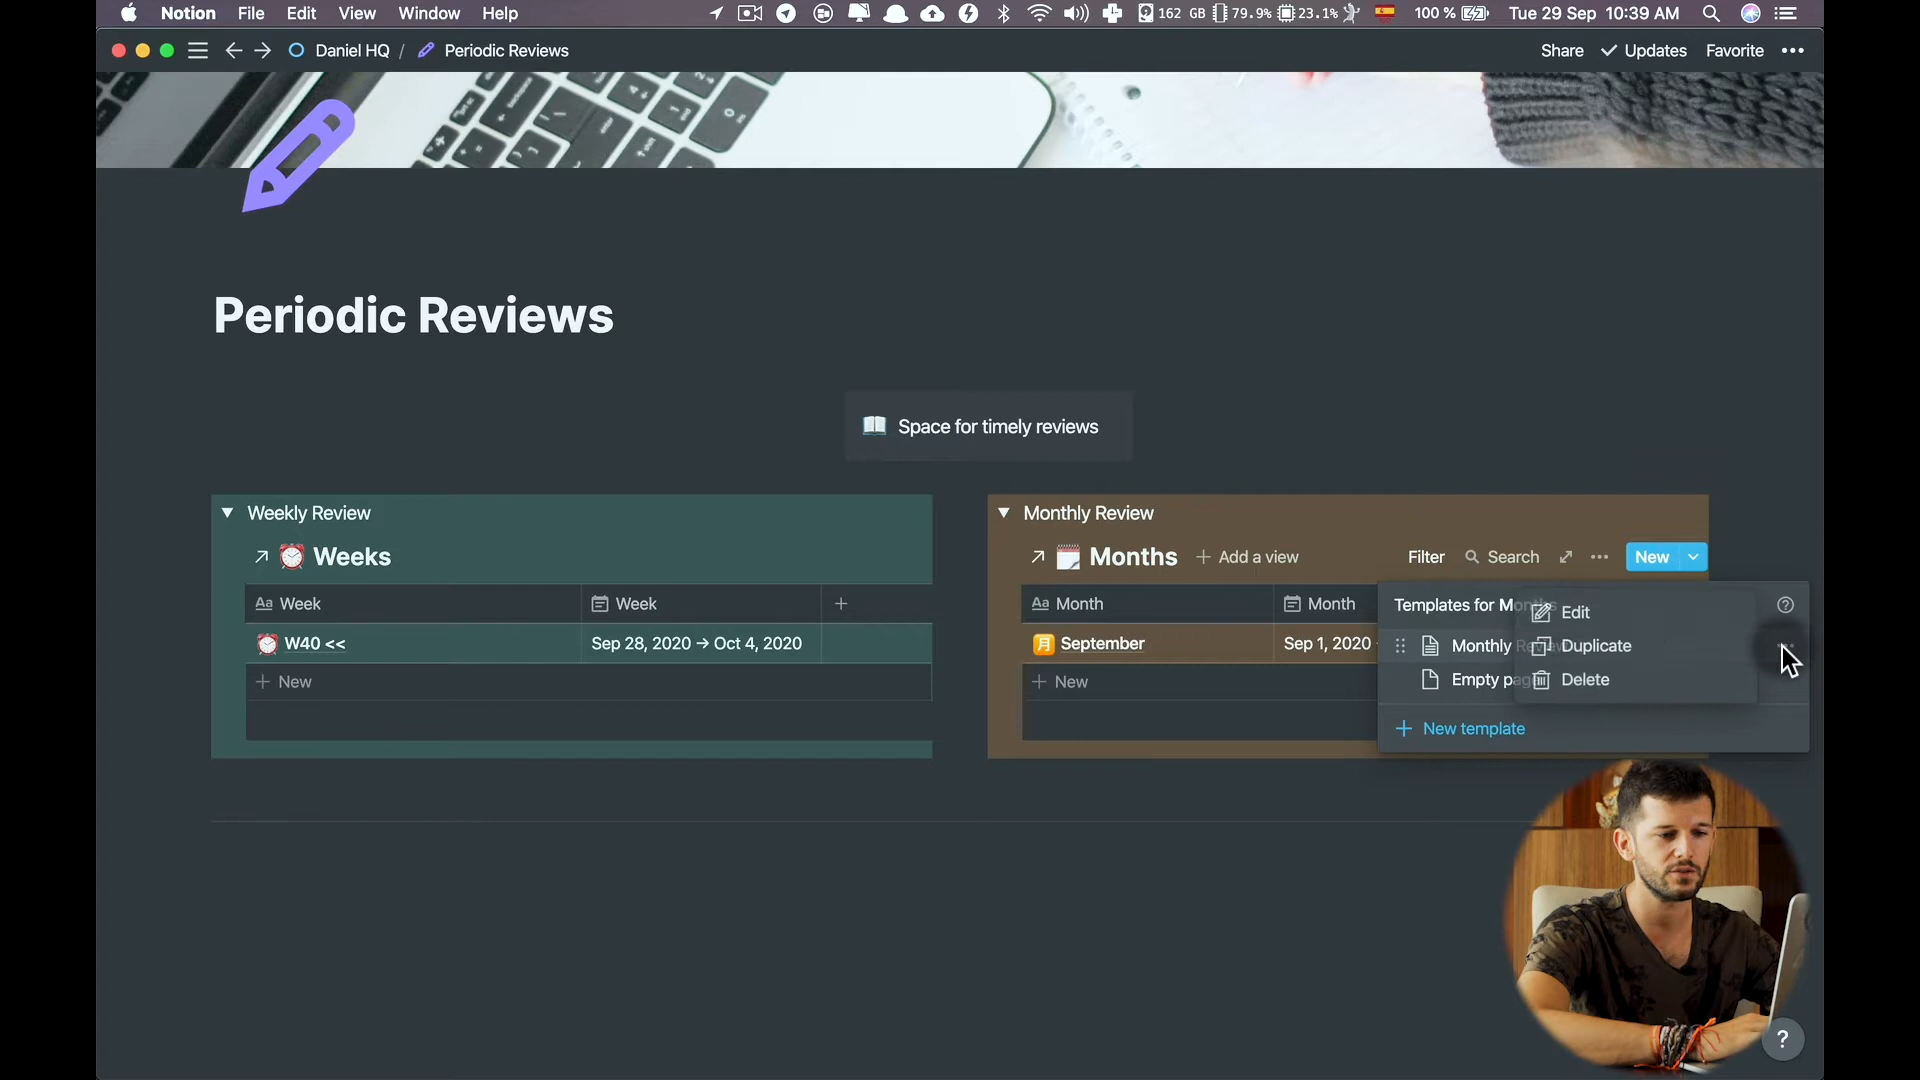 Notion File Edit View Window Help 162 GB 79.9% 23.1% 100 % Tue 29 Sep 10:39 AM
Daniel HQ / Periodic Reviews Share Updates Favorite
Periodic Reviews
Space for timely reviews
Weekly Review
Weeks
Aa Week Week
W40 << Sep 28, 2020 → Oct 4, 2020
New
Monthly Review
Months Add a view Filter Search New
Aa Month Month
September Sep 1, 2020
New
Templates for
Monthly
Empty
New template
Edit
Duplicate
Delete
月
?